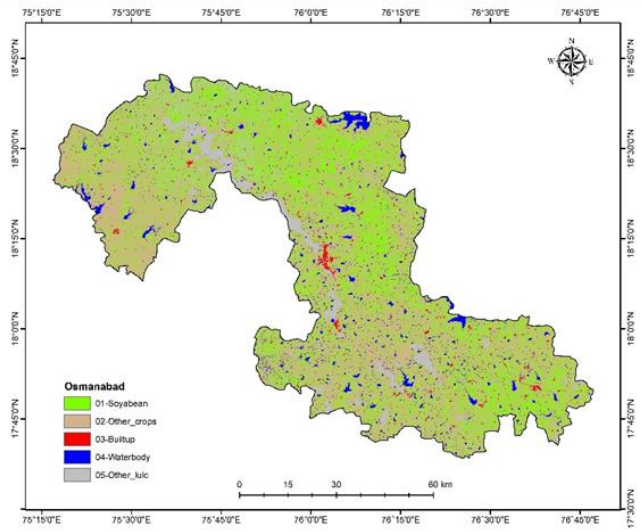 75°15'0"E 75°30'0"E 75°45'0"E 76°0'0"E 76°15'0"E 76°30'0"E 76°45'0"E
N
W E
S
18°45'0"N 18°45'0"N
18°30'0"N 18°30'0"N
18°15'0"N 18°15'0"N
18°0'0"N 18°0'0"N
17°45'0"N 17°45'0"N
17°30'0"N
Osmanabad
01-Soyabean
02-Other_crops
03-Builtup
04-Waterbody
05-Other_lulc
0 15 30 60 km
75°15'0"E 75°30'0"E 75°45'0"E 76°0'0"E 76°15'0"E 76°30'0"E 76°45'0"E